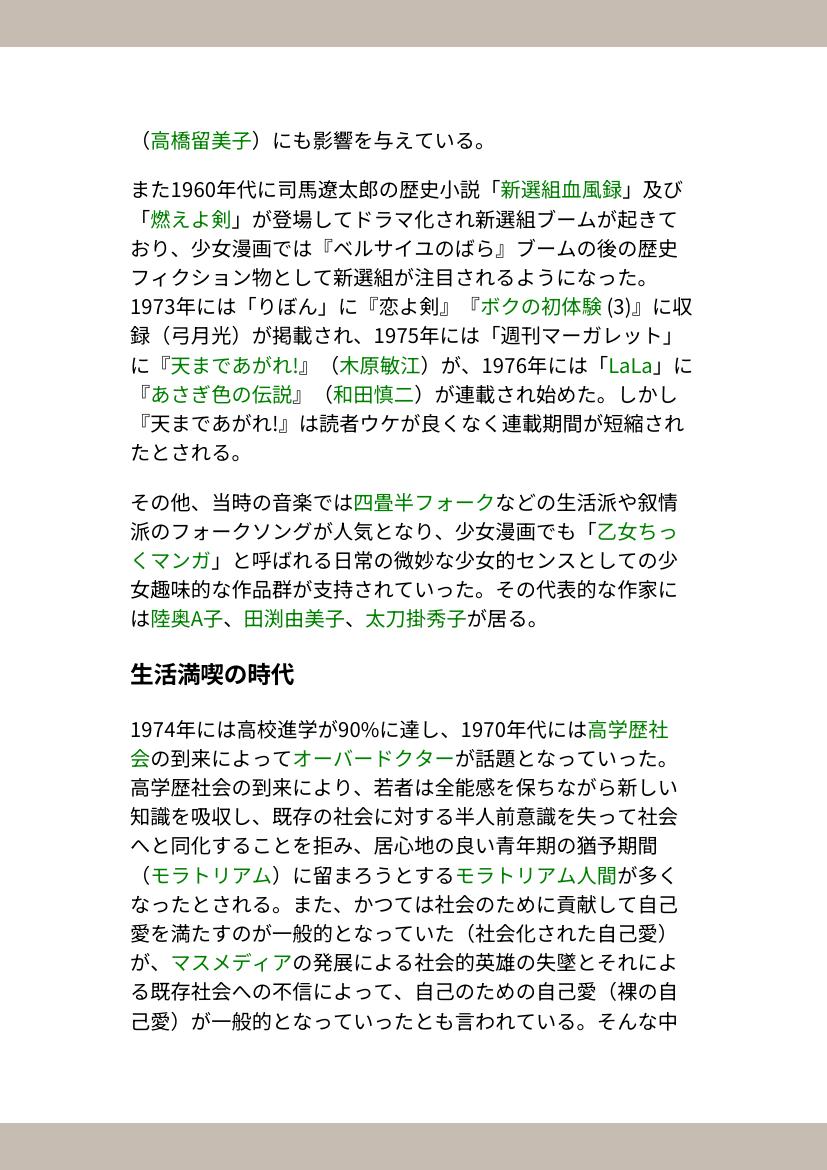 （高橋留美子）にも影響を与えている。
また1960年代に司馬遼太郎の歴史小説「新選組血風録」及び
「燃えよ剣」が登場してドラマ化され新選組ブームが起きて
おり、少女漫画では『ベルサイユのばら』ブームの後の歴史
フィクション物として新選組が注目されるようになった。
1973年には「りぼん」に『恋よ剣』『ボクの初体験 (3)』に収
録（弓月光）が掲載され、1975年には「週刊マーガレット」
に『天まであがれ!』（木原敏江）が、1976年には「LaLa」に
『あさぎ色の伝説』（和田慎二）が連載され始めた。しかし
『天まであがれ!』は読者ウケが良くなく連載期間が短縮され
たとされる。
その他、当時の音楽では四畳半フォークなどの生活派や叙情
派のフォークソングが人気となり、少女漫画でも「乙女ちっ
くマンガ」と呼ばれる日常の微妙な少女的センスとしての少
女趣味的な作品群が支持されていった。その代表的な作家に
は陸奥A子、田渕由美子、太刀掛秀子が居る。
生活満喫の時代
1974年には高校進学が90%に達し、1970年代には高学歴社
会の到来によってオーバードクターが話題となっていった。
高学歴社会の到来により、若者は全能感を保ちながら新しい
知識を吸収し、既存の社会に対する半人前意識を失って社会
へと同化することを拒み、居心地の良い青年期の猶予期間
（モラトリアム）に留まろうとするモラトリアム人間が多く
なったとされる。また、かつては社会のために貢献して自己
愛を満たすのが一般的となっていた（社会化された自己愛）
が、マスメディアの発展による社会的英雄の失墜とそれによ
る既存社会への不信によって、自己のための自己愛（裸の自
己愛）が一般的となっていったとも言われている。そんな中